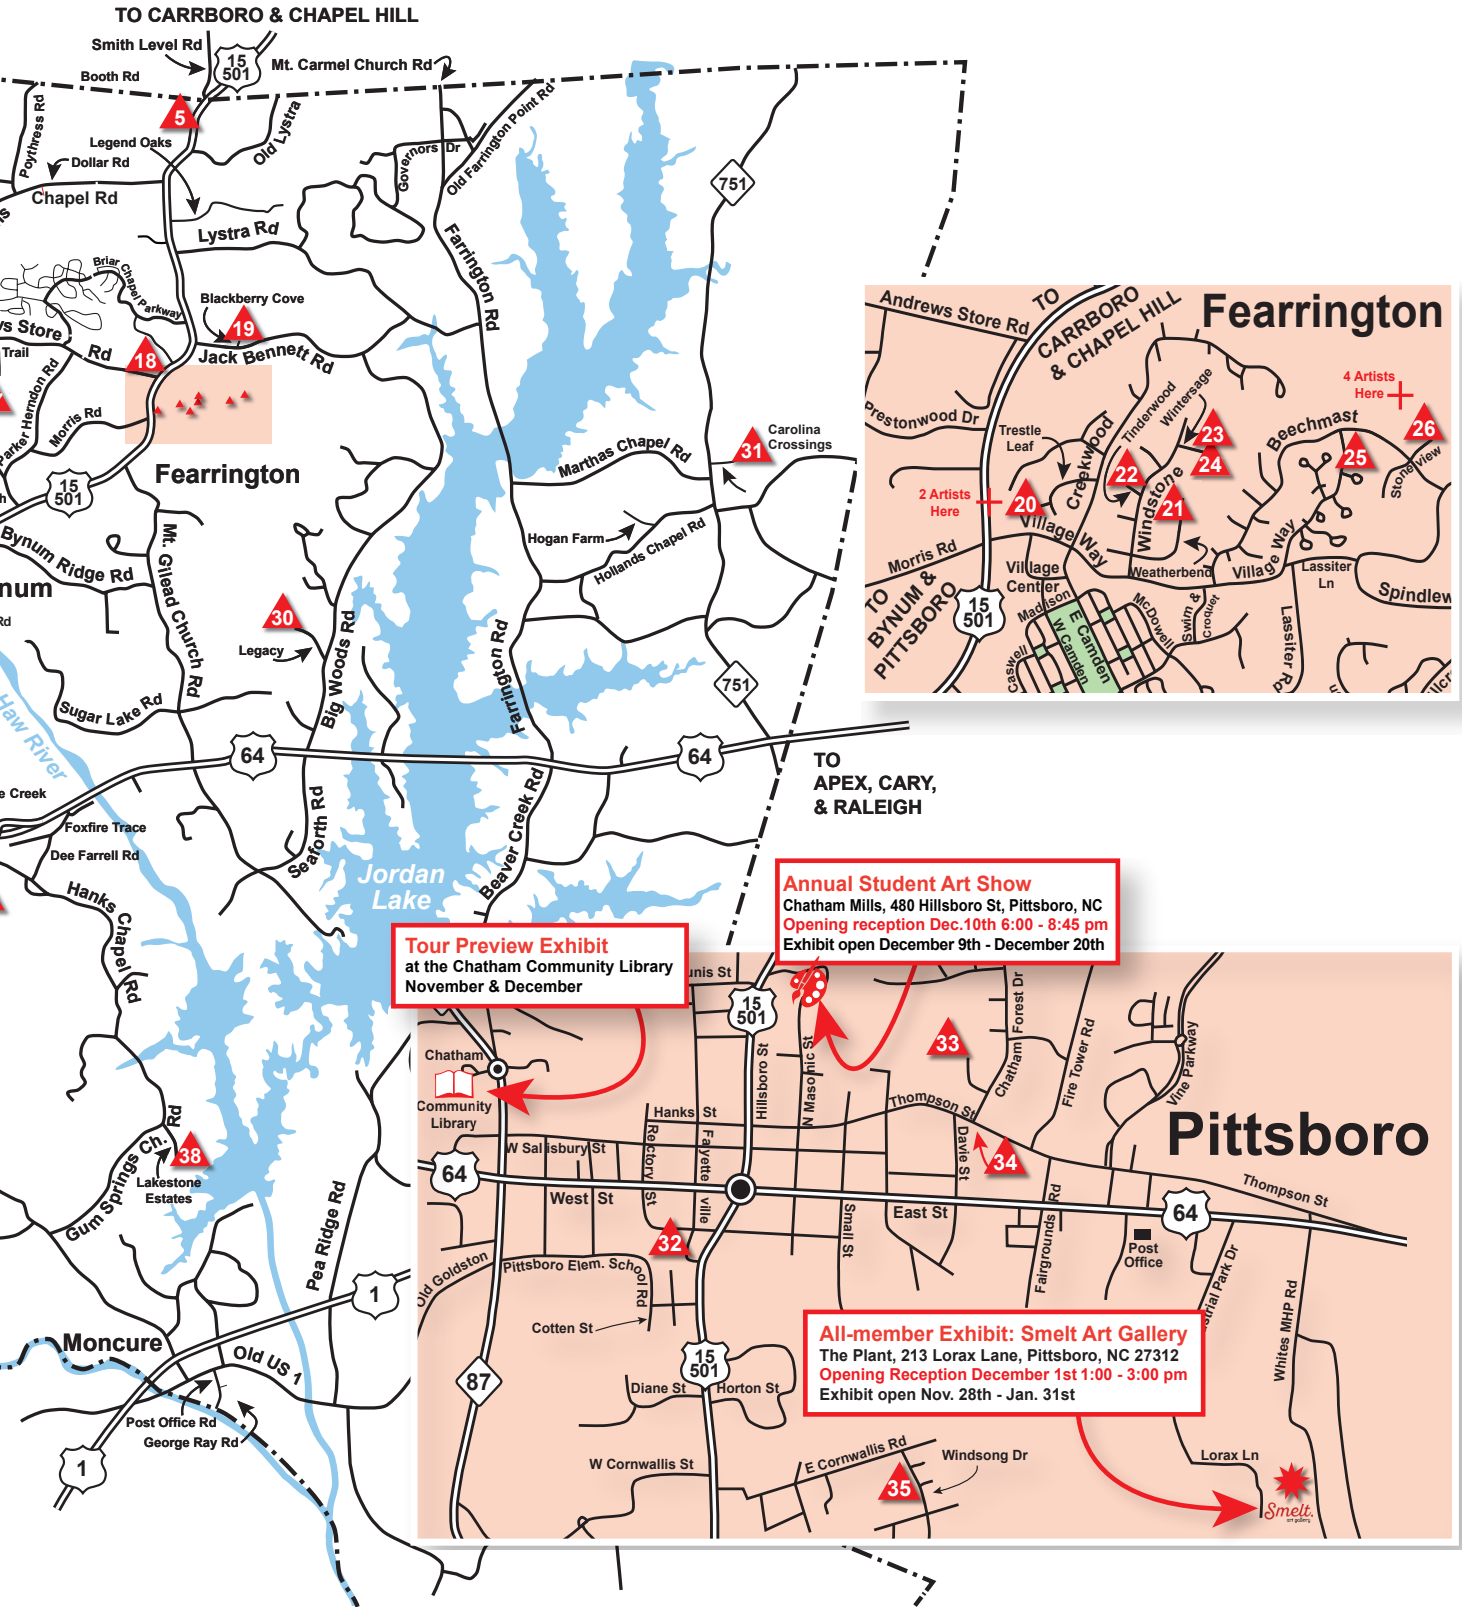 TO CARRBORO & CHAPEL HILL
Smith Level Rd
15
501
Mt. Carmel Church Rd
Booth Rd
Poythress Rd
5
Legend Oaks
Old Lystra
Dollar Rd
Chapel Rd
Governors Dr
Old Farrington Point Rd
751
Lystra Rd
Farrington Rd
Briar Chapel Parkway
Blackberry Cove
19
Store
Rd
Trail
18
Jack Bennett Rd
Parker Herndon Rd
Morris Rd
Fearrington
15
501
Marthas Chapel Rd
31
Carolina
Crossings
Hogan Farm
Hollands Chapel Rd
Bynum Ridge Rd
Mt. Gilead Church Rd
30
Legacy
Big Woods Rd
Farrington Rd
751
Sugar Lake Rd
Haw River
64
64
TO
APEX, CARY,
& RALEIGH
Creek
Foxfire Trace
Dee Farrell Rd
Seaforth Rd
Beaver Creek Rd
Jordan
Lake
Hanks Chapel Rd
Gum Springs Ch. Rd
38
Lakestone
Estates
Pea Ridge Rd
1
Moncure
Old US 1
Post Office Rd
George Ray Rd
1
Fearrington
Andrews Store Rd
TO
CARRBORO
& CHAPEL HILL
4 Artists
Here
Prestonwood Dr
Trestle
Leaf
Creekwood
Tinderwood
Wintersage
23
24
22
21
Windstone
Beechmast
25
26
Stoneview
2 Artists
Here
20
Village Way
Morris Rd
Village
Center
Weatherbend
Village Way
Lassiter
Ln
Spindlew
TO
BYNUM &
PITTSBORO
15
501
Madison
E Camden
W Camden
Caswell
McDowell
Swim &
Croquet
Lassiter Rd
Annual Student Art Show
Chatham Mills, 480 Hillsboro St, Pittsboro, NC
Opening reception Dec.10th 6:00 - 8:45 pm
Exhibit open December 9th - December 20th
Tour Preview Exhibit
at the Chatham Community Library
November & December
Pittsboro
unis St
15
501
Chatham
Community
Library
Hillsboro St
N Masonic St
33
Chatham Forest Dr
Fire Tower Rd
Vine Parkway
Hanks St
Thompson St
W Salisbury St
Rectory St
Fayetteville
Davie St
34
64
West St
East St
Small St
32
Fairgrounds Rd
Post
Office
64
Thompson St
Old Goldston
Pittsboro Elem. School Rd
Cotten St
strial Park Dr
Whites MHP Rd
All-member Exhibit: Smelt Art Gallery
The Plant, 213 Lorax Lane, Pittsboro, NC 27312
Opening Reception December 1st 1:00 - 3:00 pm
Exhibit open Nov. 28th - Jan. 31st
15
501
87
Diane St
Horton St
W Cornwallis St
E Cornwallis Rd
35
Windsong Dr
Lorax Ln
Smelt.
art gallery